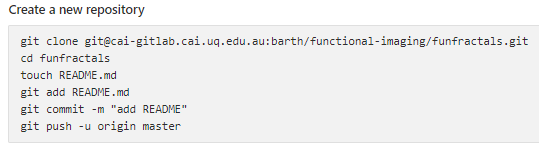 Create a new repository
git clone git@cai-gitlab.cai.uq.edu.au:barth/functional-imaging/funfractals.git
cd funfractals
touch README.md
git add README.md
git commit -m "add README"
git push -u origin master